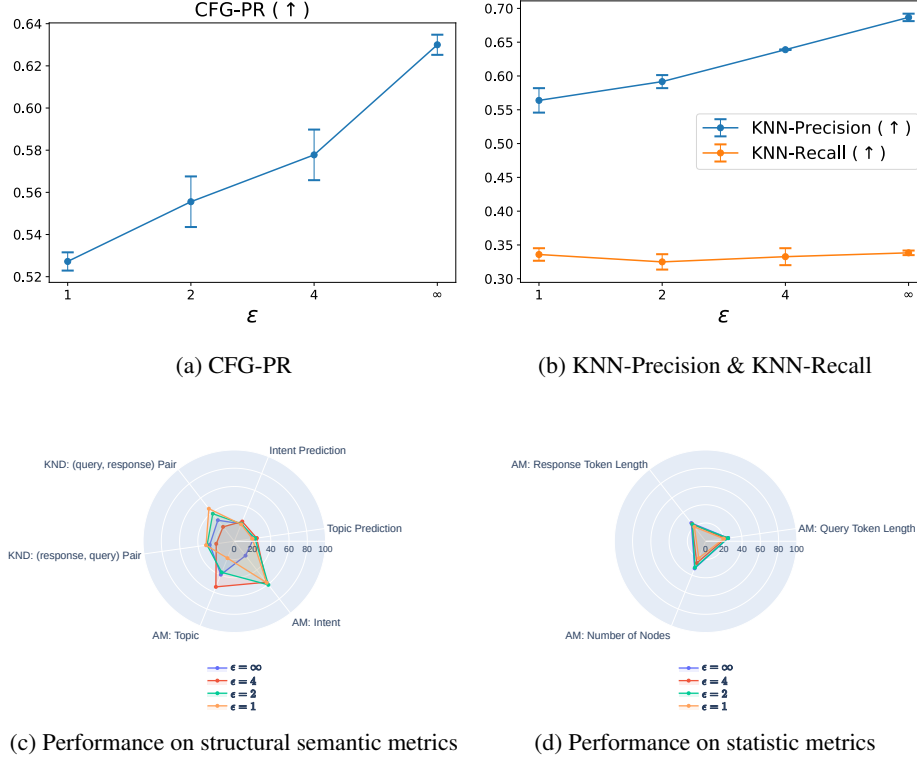 CFG-PR (↑)
0.64
0.62
0.60
0.58
0.56
0.54
0.52
1 2 4 ∞
ε
(a) CFG-PR
0.70
0.65
0.60
0.55
0.50
0.45
0.40
0.35
0.30
KNN-Precision (↑)
KNN-Recall (↑)
1 2 4 ∞
ε
(b) KNN-Precision & KNN-Recall
Intent Prediction
KND: (query, response) Pair
Topic Prediction
0 20 40 60 80 100
KND: (response, query) Pair
AM: Intent
AM: Topic
ϵ = ∞
ϵ = 4
ϵ = 2
ϵ = 1
(c) Performance on structural semantic metrics
AM: Response Token Length
AM: Query Token Length
0 20 40 60 80 100
AM: Number of Nodes
ϵ = ∞
ϵ = 4
ϵ = 2
ϵ = 1
(d) Performance on statistic metrics